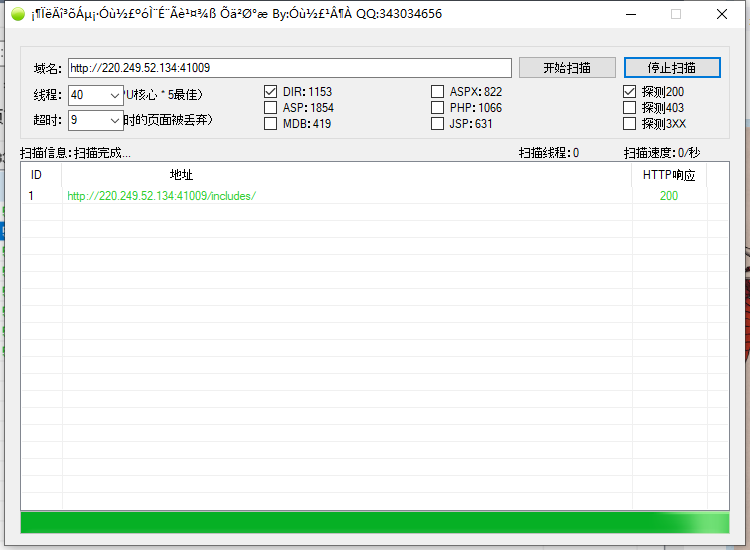 ¡¶ÏëÄî³õÁµ¡·Óù½£ºóÌ¨É¨Ãè¹¤¾ß Õä²Ø°æ By:Óù½£¹Â¶À QQ:343034656
域名: http://220.249.52.134:41009 开始扫描 停止扫描
线程: 40 U核心 * 5最佳） DIR: 1153 ASPX: 822 探测200
ASP: 1854 PHP: 1066 探测403
超时: 9 时的页面被丢弃） MDB: 419 JSP: 631 探测3XX
扫描信息: 扫描完成... 扫描线程: 0 扫描速度: 0/秒
ID 地址 HTTP响应
1 http://220.249.52.134:41009/includes/ 200